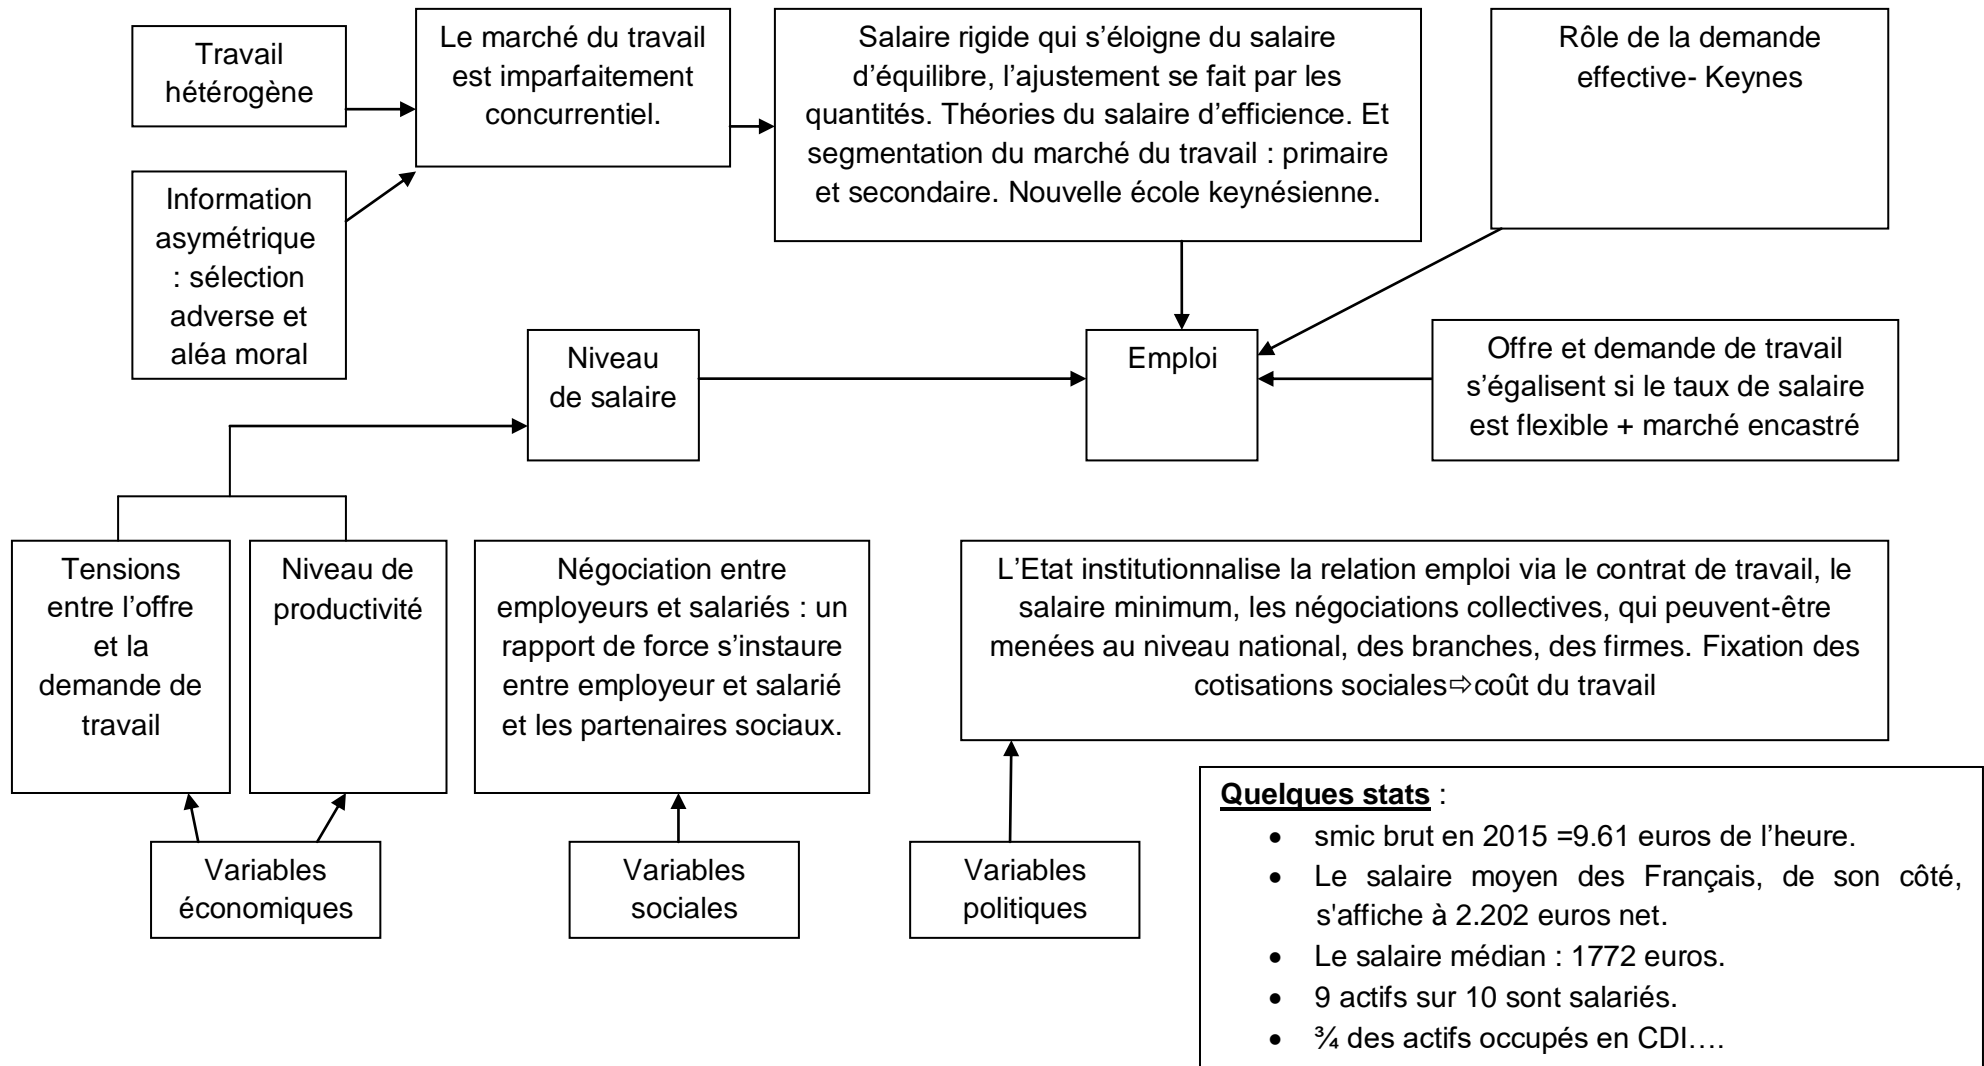 Travail
hétérogène
Le marché du travail
est imparfaitement
concurrentiel.
Salaire rigide qui s’éloigne du salaire
d’équilibre, l’ajustement se fait par les
quantités. Théories du salaire d’efficience. Et
segmentation du marché du travail : primaire
et secondaire. Nouvelle école keynésienne.
Rôle de la demande
effective- Keynes
Information
asymétrique
: sélection
adverse et
aléa moral
Niveau
de salaire
Emploi
Offre et demande de travail
s’égalisent si le taux de salaire
est flexible + marché encastré
Tensions
entre l’offre
et la
demande de
travail
Niveau de
productivité
Négociation entre
employeurs et salariés : un
rapport de force s’instaure
entre employeur et salarié
et les partenaires sociaux.
L’Etat institutionnalise la relation emploi via le contrat de travail, le
salaire minimum, les négociations collectives, qui peuvent-être
menées au niveau national, des branches, des firmes. Fixation des
cotisations sociales⇨coût du travail
Variables
économiques
Variables
sociales
Variables
politiques
Quelques stats :
• smic brut en 2015 =9.61 euros de l’heure.
• Le salaire moyen des Français, de son côté,
s'affiche à 2.202 euros net.
• Le salaire médian : 1772 euros.
• 9 actifs sur 10 sont salariés.
• ¾ des actifs occupés en CDI….